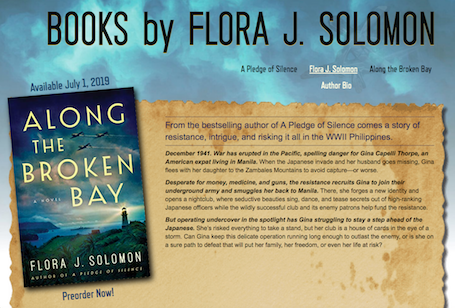 BOOKS by FLORA J. SOLOMON
A Pledge of Silence Flora J. Solomon Along the Broken Bay
Author Bio
Available July 1, 2019
ALONG
THE
BROKEN
BAY
A NOVEL
FLORA J. SOLOMON
AUTHOR OF A PLEDGE OF SILENCE
Preorder Now!
From the bestselling author of A Pledge of Silence comes a story of
resistance, intrigue, and risking it all in the WWII Philippines.
December 1941. War has erupted in the Pacific, spelling danger for Gina Capelli Thorpe, an
American expat living in Manila. When the Japanese invade and her husband goes missing, Gina
flees with her daughter to the Zambales Mountains to avoid capture—or worse.
Desperate for money, medicine, and guns, the resistance recruits Gina to join their
underground army and smuggles her back to Manila. There, she forges a new identity and
opens a nightclub, where seductive beauties sing, dance, and tease secrets out of high-ranking
Japanese officers while the wildly successful club and its enemy patrons help fund the resistance.
But operating undercover in the spotlight has Gina struggling to stay a step ahead of the
Japanese. She's risked everything to take a stand, but her club is a house of cards in the eye of a
storm. Can Gina keep this delicate operation running long enough to outlast the enemy, or is she on
a sure path to defeat that will put her family, her freedom, or even her life at risk?